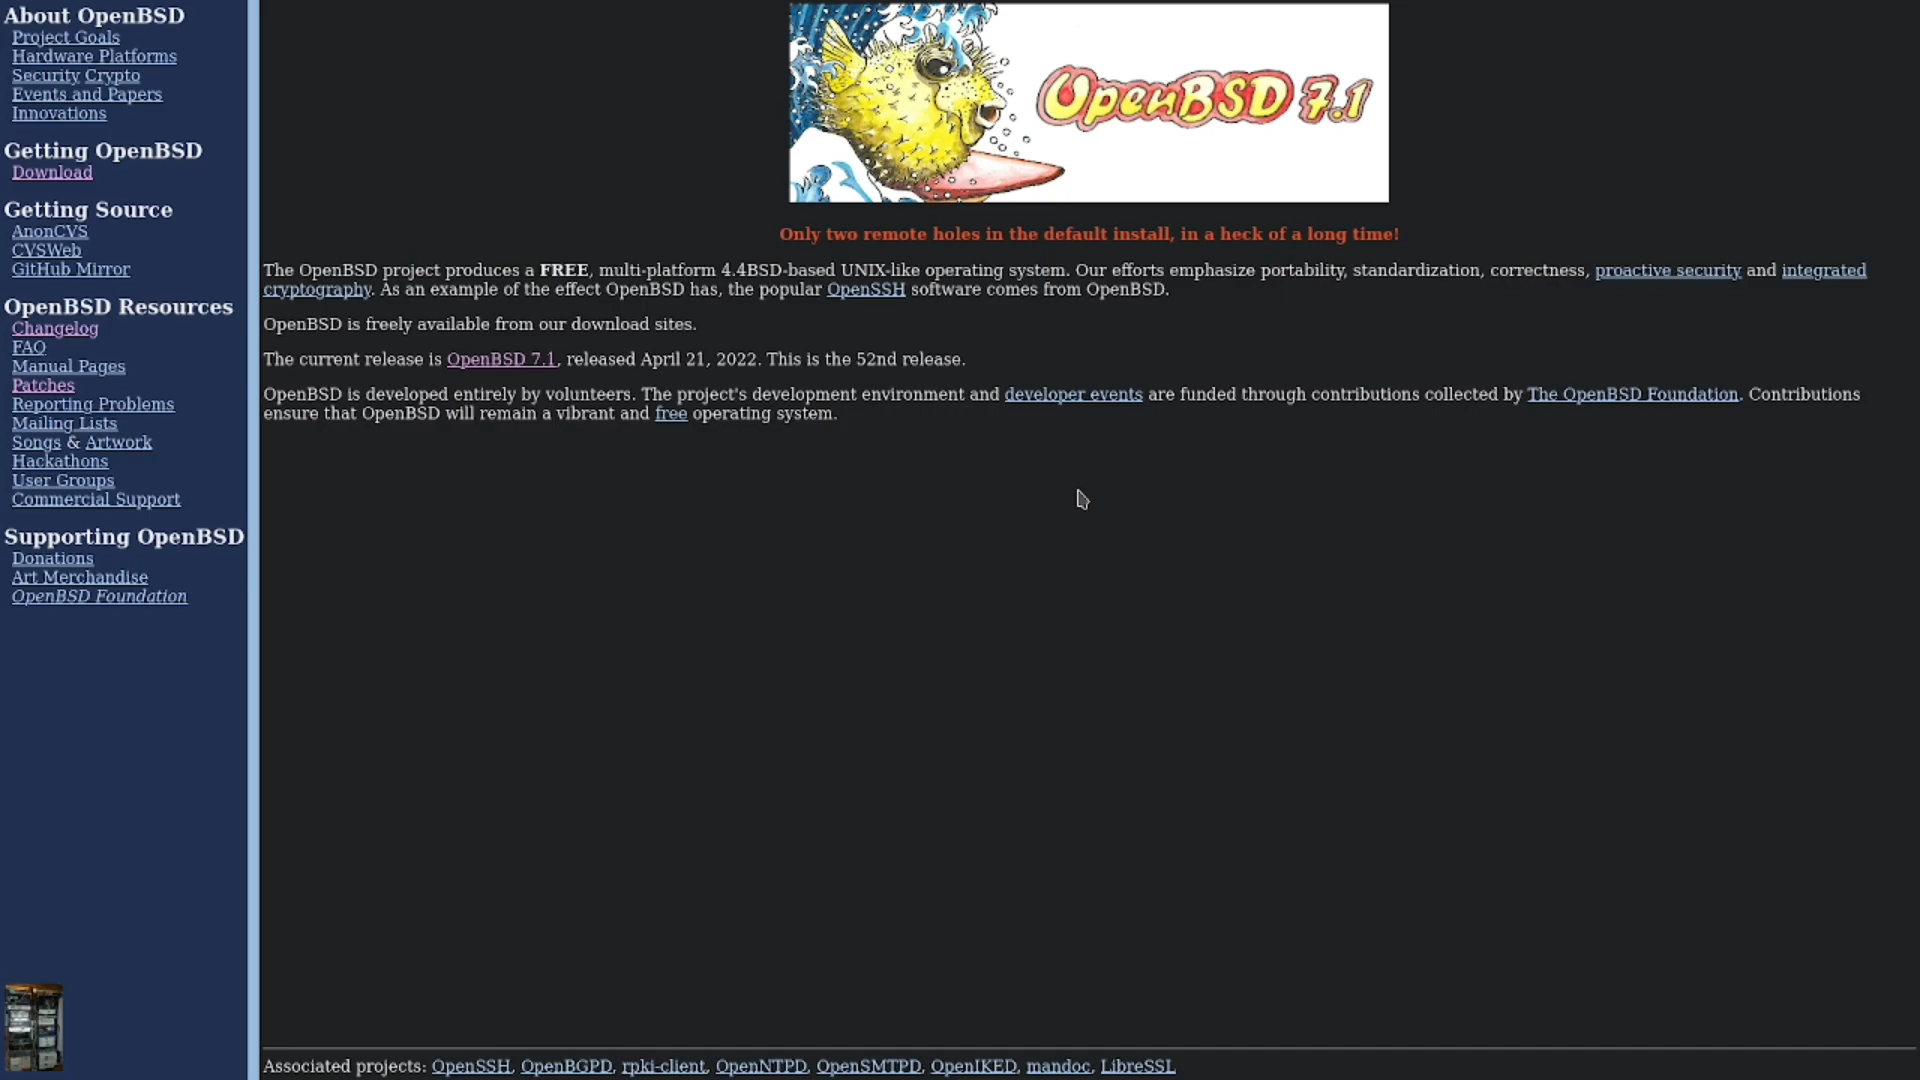 About OpenBSD
Project Goals
Hardware Platforms
Security Crypto
Events and Papers
Innovations
Getting OpenBSD
Download
Getting Source
AnonCVS
CVSWeb
GitHub Mirror
OpenBSD Resources
Changelog
FAQ
Manual Pages
Patches
Reporting Problems
Mailing Lists
Songs & Artwork
Hackathons
User Groups
Commercial Support
Supporting OpenBSD
Donations
Art Merchandise
OpenBSD Foundation
OpenBSD 7.1
Only two remote holes in the default install, in a heck of a long time!
The OpenBSD project produces a FREE, multi-platform 4.4BSD-based UNIX-like operating system. Our efforts emphasize portability, standardization, correctness, proactive security and integrated
cryptography. As an example of the effect OpenBSD has, the popular OpenSSH software comes from OpenBSD.
OpenBSD is freely available from our download sites.
The current release is OpenBSD 7.1, released April 21, 2022. This is the 52nd release.
OpenBSD is developed entirely by volunteers. The project's development environment and developer events are funded through contributions collected by The OpenBSD Foundation. Contributions
ensure that OpenBSD will remain a vibrant and free operating system.
Associated projects: OpenSSH, OpenBGPD, rpki-client, OpenNTPD, OpenSMTPD, OpenIKED, mandoc, LibreSSL